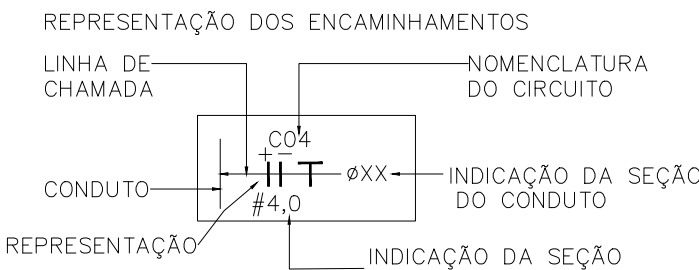 REPRESENTAÇÃO DOS ENCAMINHAMENTOS
LINHA DE
CHAMADA
NOMENCLATURA
DO CIRCUITO
C04
+ -
øXX
#4,0
CONDUTO
INDICAÇÃO DA SEÇÃO
DO CONDUTO
REPRESENTAÇÃO
INDICAÇÃO DA SEÇÃO